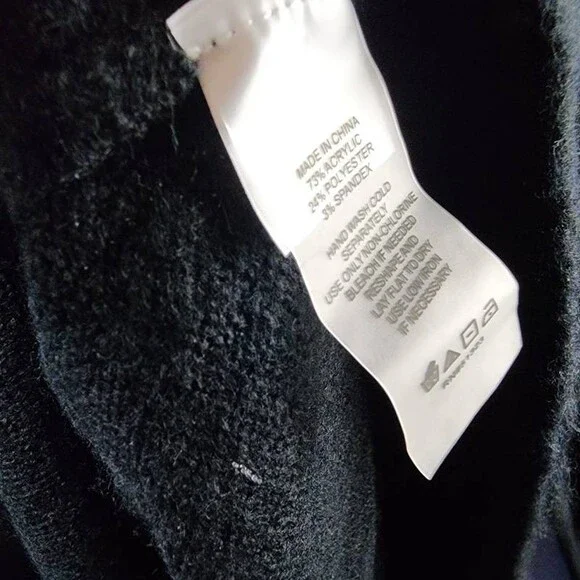 MADE IN CHINA
73% ACRYLIC
24% POLYESTER
3% SPANDEX
HAND WASH COLD
SEPARATELY
USE ONLY NON-CHLORINE
BLEACH IF NEEDED
RESHAPE AND
LAY FLAT TO DRY
USE LOW IRON
IF NECESSARY